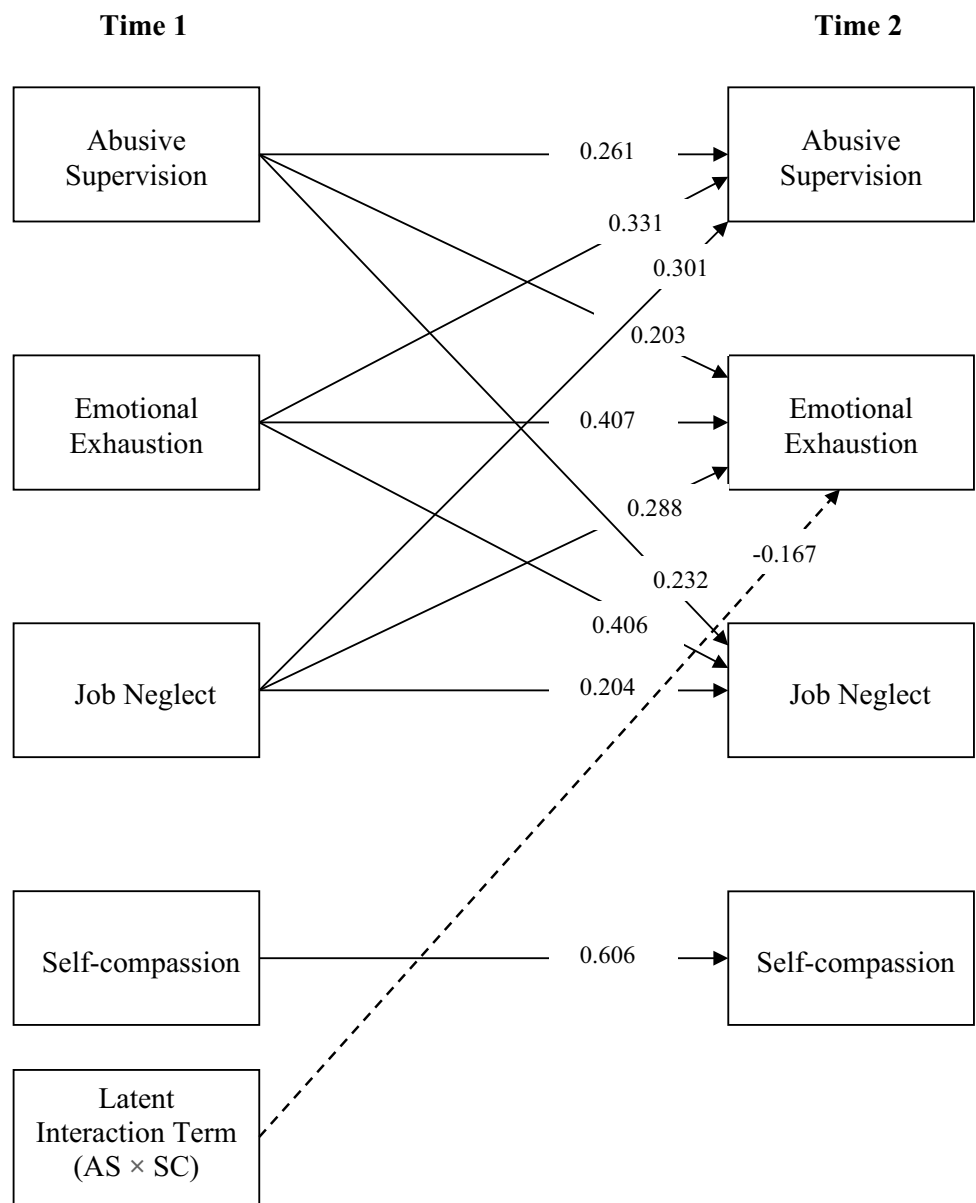 Time 1
Time 2
Abusive
Supervision
0.261
Abusive
Supervision
0.331
0.301
0.203
Emotional
Exhaustion
0.407
Emotional
Exhaustion
0.288
-0.167
0.232
0.406
Job Neglect
0.204
Job Neglect
Self-compassion
0.606
Self-compassion
Latent
Interaction Term
(AS × SC)